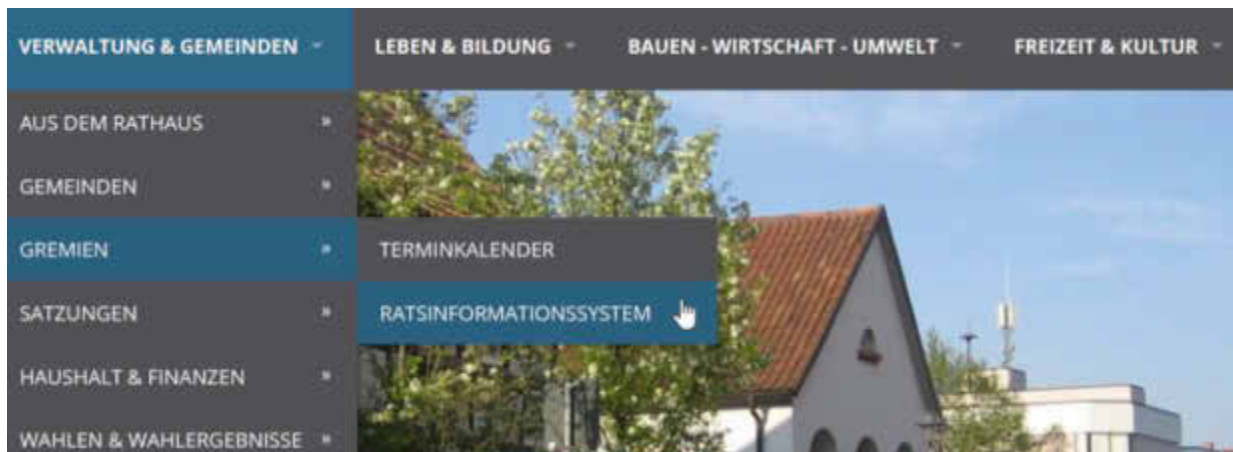 VERWALTUNG & GEMEINDEN
LEBEN & BILDUNG
BAUEN - WIRTSCHAFT - UMWELT
FREIZEIT & KULTUR
AUS DEM RATHAUS »
GEMEINDEN »
GREMIEN »
TERMINKALENDER
SATZUNGEN »
RATSINFORMATIONSSYSTEM
HAUSHALT & FINANZEN »
WAHLEN & WAHLERGEBNISSE »